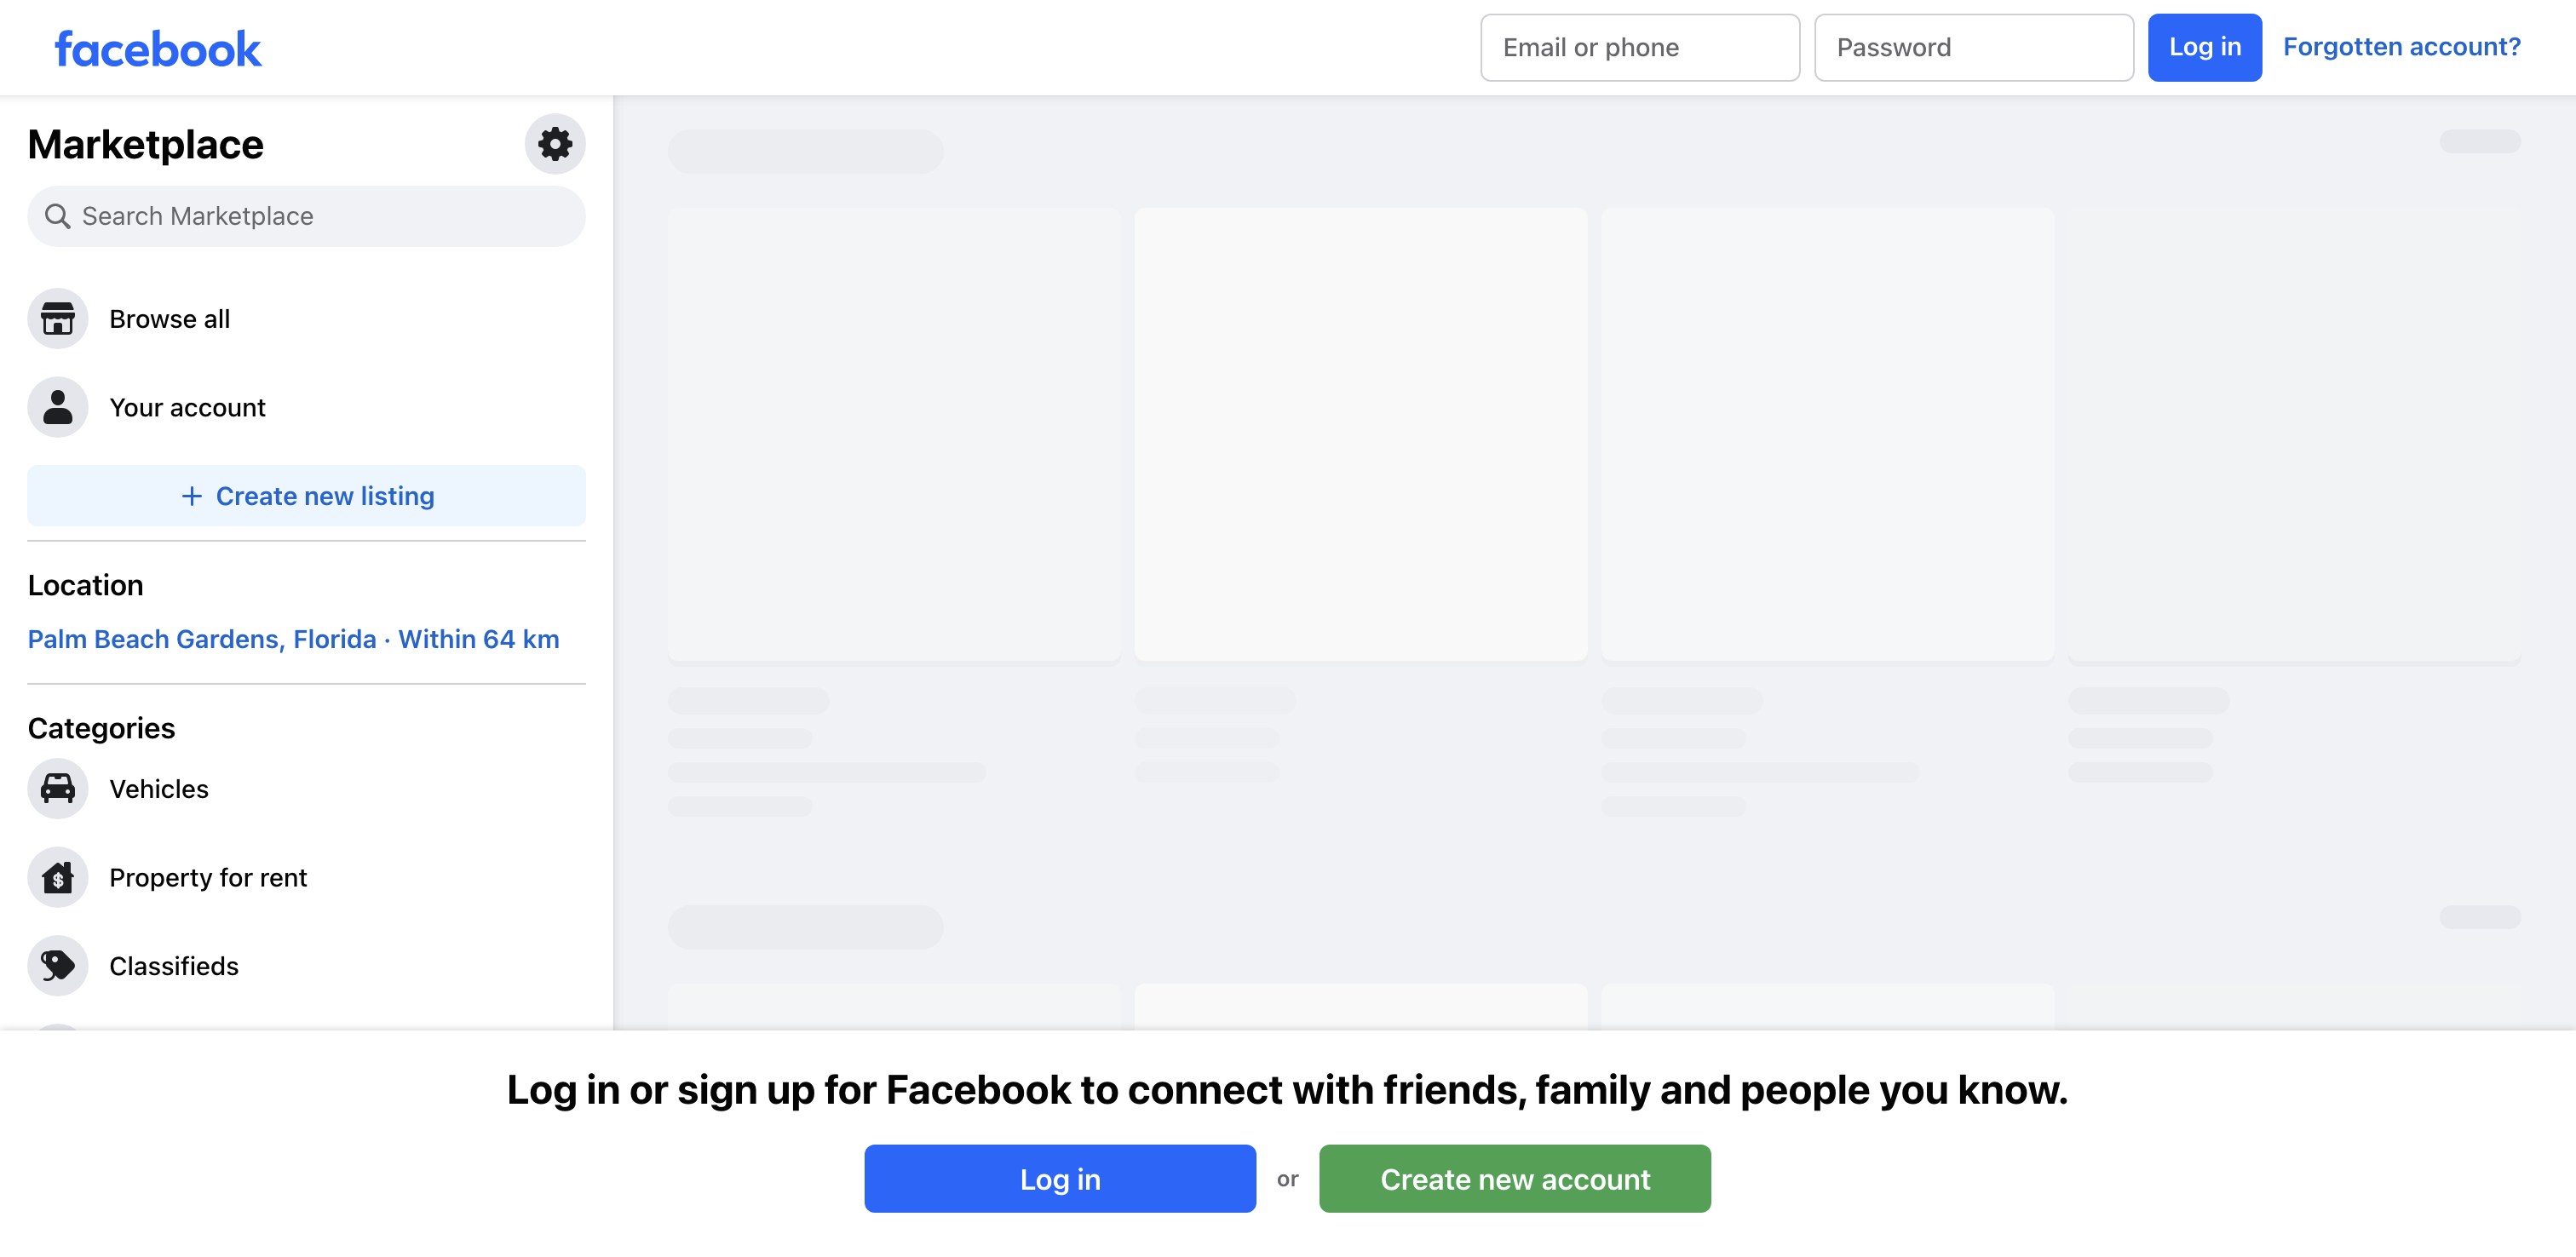 facebook
Email or phone
Password
Log in
Forgotten account?
Marketplace
Search Marketplace
Browse all
Your account
+ Create new listing
Location
Palm Beach Gardens, Florida · Within 64 km
Categories
Vehicles
Property for rent
$
Classifieds
Log in or sign up for Facebook to connect with friends, family and people you know.
Log in
or
Create new account